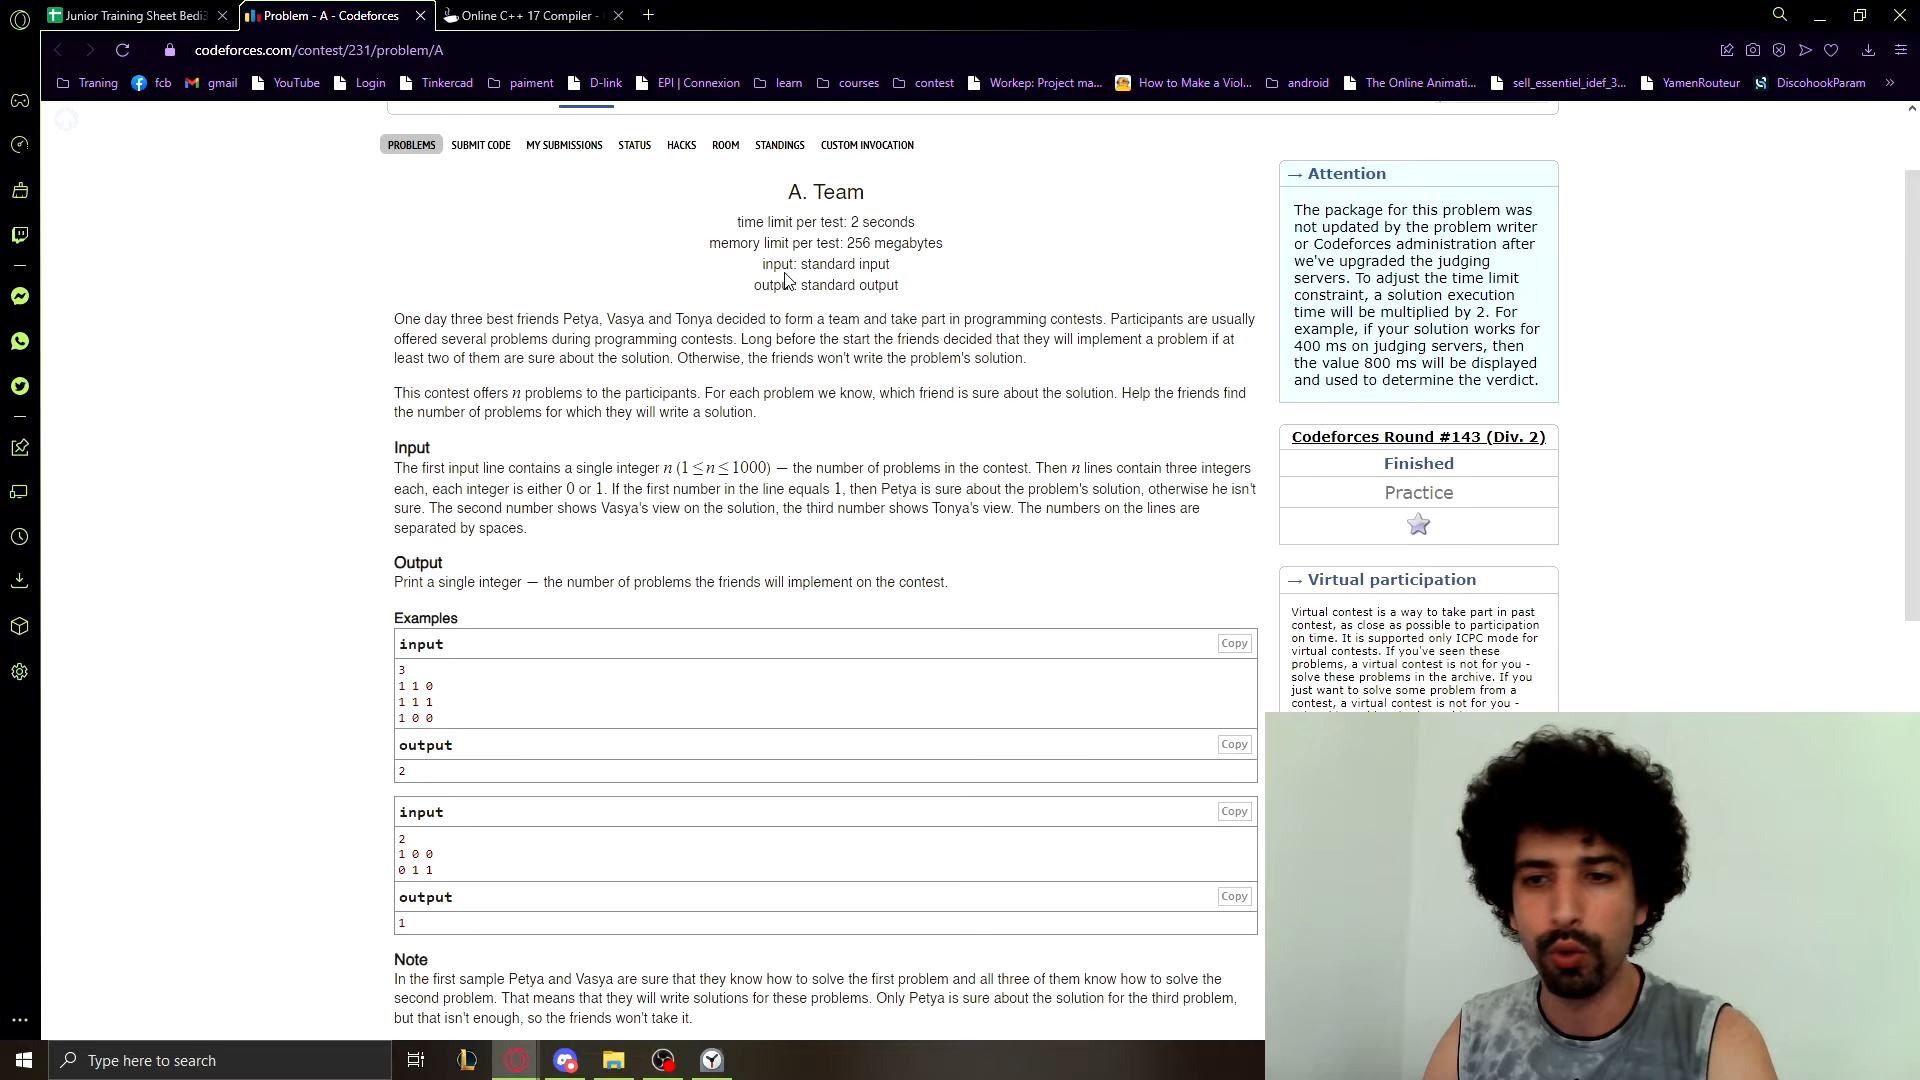 Junior Training Sheet Bedi
Problem - A - Codeforces
Online C++ 17 Compiler -
codeforces.com/contest/231/problem/A
Traning
fcb
gmail
YouTube
Login
Tinkercad
paiment
D-link
EPI | Connexion
learn
courses
contest
Workep: Project ma...
How to Make a Viol...
android
The Online Animati...
sell_essentiel_idef_3...
YamenRouteur
DiscohookParam
PROBLEMS
SUBMIT CODE
MY SUBMISSIONS
STATUS
HACKS
ROOM
STANDINGS
CUSTOM INVOCATION
A. Team
time limit per test: 2 seconds
memory limit per test: 256 megabytes
input: standard input
output: standard output
One day three best friends Petya, Vasya and Tonya decided to form a team and take part in programming contests. Participants are usually
offered several problems during programming contests. Long before the start the friends decided that they will implement a problem if at
least two of them are sure about the solution. Otherwise, the friends won't write the problem's solution.
This contest offers n problems to the participants. For each problem we know, which friend is sure about the solution. Help the friends find
the number of problems for which they will write a solution.
Input
The first input line contains a single integer n (1 ≤ n ≤ 1000) — the number of problems in the contest. Then n lines contain three integers
each, each integer is either 0 or 1. If the first number in the line equals 1, then Petya is sure about the problem's solution, otherwise he isn't
sure. The second number shows Vasya's view on the solution, the third number shows Tonya's view. The numbers on the lines are
separated by spaces.
Output
Print a single integer — the number of problems the friends will implement on the contest.
Examples
input
Copy
3
1 1 0
1 1 1
1 0 0
output
Copy
2
input
Copy
2
1 0 0
0 1 1
output
Copy
1
Note
In the first sample Petya and Vasya are sure that they know how to solve the first problem and all three of them know how to solve the
second problem. That means that they will write solutions for these problems. Only Petya is sure about the solution for the third problem,
but that isn't enough, so the friends won't take it.
→ Attention
The package for this problem was
not updated by the problem writer
or Codeforces administration after
we've upgraded the judging
servers. To adjust the time limit
constraint, a solution execution
time will be multiplied by 2. For
example, if your solution works for
400 ms on judging servers, then
the value 800 ms will be displayed
and used to determine the verdict.
Codeforces Round #143 (Div. 2)
Finished
Practice
→ Virtual participation
Virtual contest is a way to take part in past
contest, as close as possible to participation
on time. It is supported only ICPC mode for
virtual contests. If you've seen these
problems, a virtual contest is not for you -
solve these problems in the archive. If you
just want to solve some problem from a
contest, a virtual contest is not for you -
Type here to search